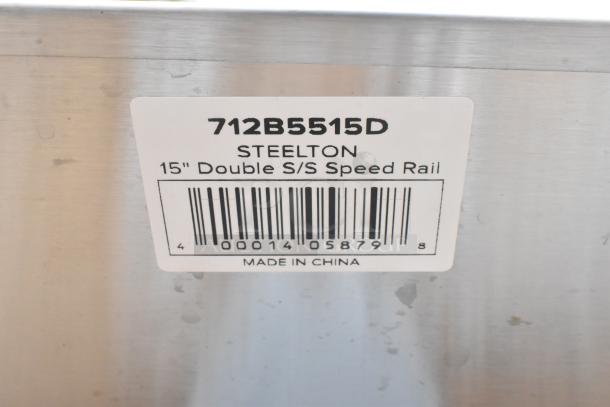 712B5515D
STEELTON
15" Double S/S Speed Rail
4 00014 05879 8
MADE IN CHINA